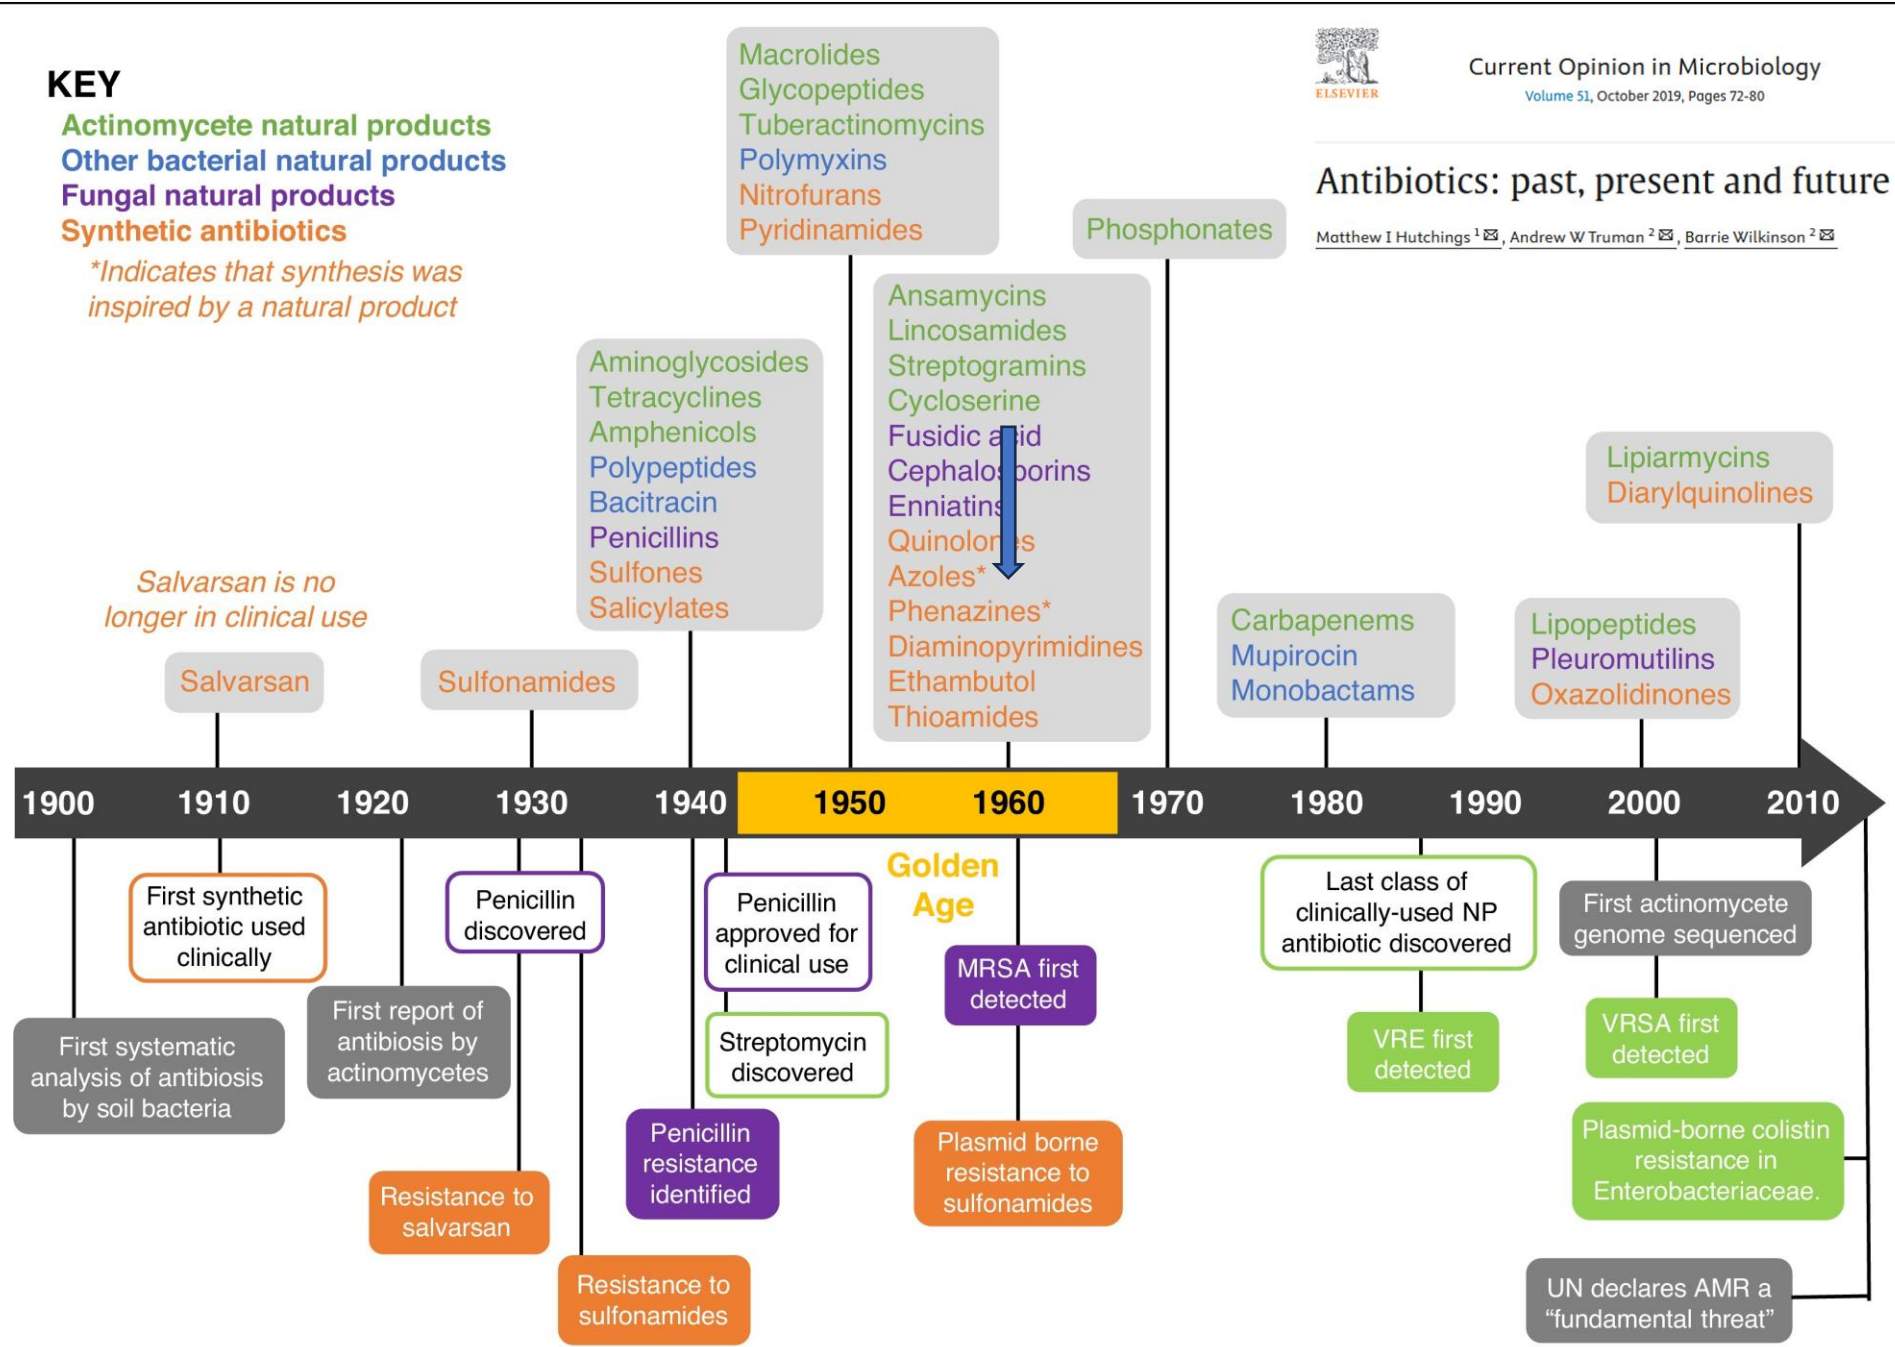 KEY
Actinomycete natural products
Other bacterial natural products
Fungal natural products
Synthetic antibiotics
*Indicates that synthesis was
inspired by a natural product
ELSEVIER
Current Opinion in Microbiology
Volume 51, October 2019, Pages 72-80
Antibiotics: past, present and future
Matthew I Hutchings 1, Andrew W Truman 2, Barrie Wilkinson 2
Salvarsan is no
longer in clinical use
Salvarsan
Sulfonamides
Aminoglycosides
Tetracyclines
Amphenicols
Polypeptides
Bacitracin
Penicillins
Sulfones
Salicylates
Macrolides
Glycopeptides
Tuberactinomycins
Polymyxins
Nitrofurans
Pyridinamides
Ansamycins
Lincosamides
Streptogramins
Cycloserine
Fusidic acid
Cephalosporins
Enniatins
Quinolones
Azoles*
Phenazines*
Diaminopyrimidines
Ethambutol
Thioamides
Phosphonates
Carbapenems
Mupirocin
Monobactams
Lipopeptides
Pleuromutilins
Oxazolidinones
Lipiarmycins
Diarylquinolines
1900 1910 1920 1930 1940 1950 1960 1970 1980 1990 2000 2010
Golden
Age
First systematic
analysis of antibiosis
by soil bacteria
First synthetic
antibiotic used
clinically
First report of
antibiosis by
actinomycetes
Penicillin
discovered
Resistance to
salvarsan
Resistance to
sulfonamides
Penicillin
resistance
identified
Penicillin
approved for
clinical use
Streptomycin
discovered
MRSA first
detected
Plasmid borne
resistance to
sulfonamides
Last class of
clinically-used NP
antibiotic discovered
VRE first
detected
First actinomycete
genome sequenced
VRSA first
detected
Plasmid-borne colistin
resistance in
Enterobacteriaceae.
UN declares AMR a
“fundamental threat”